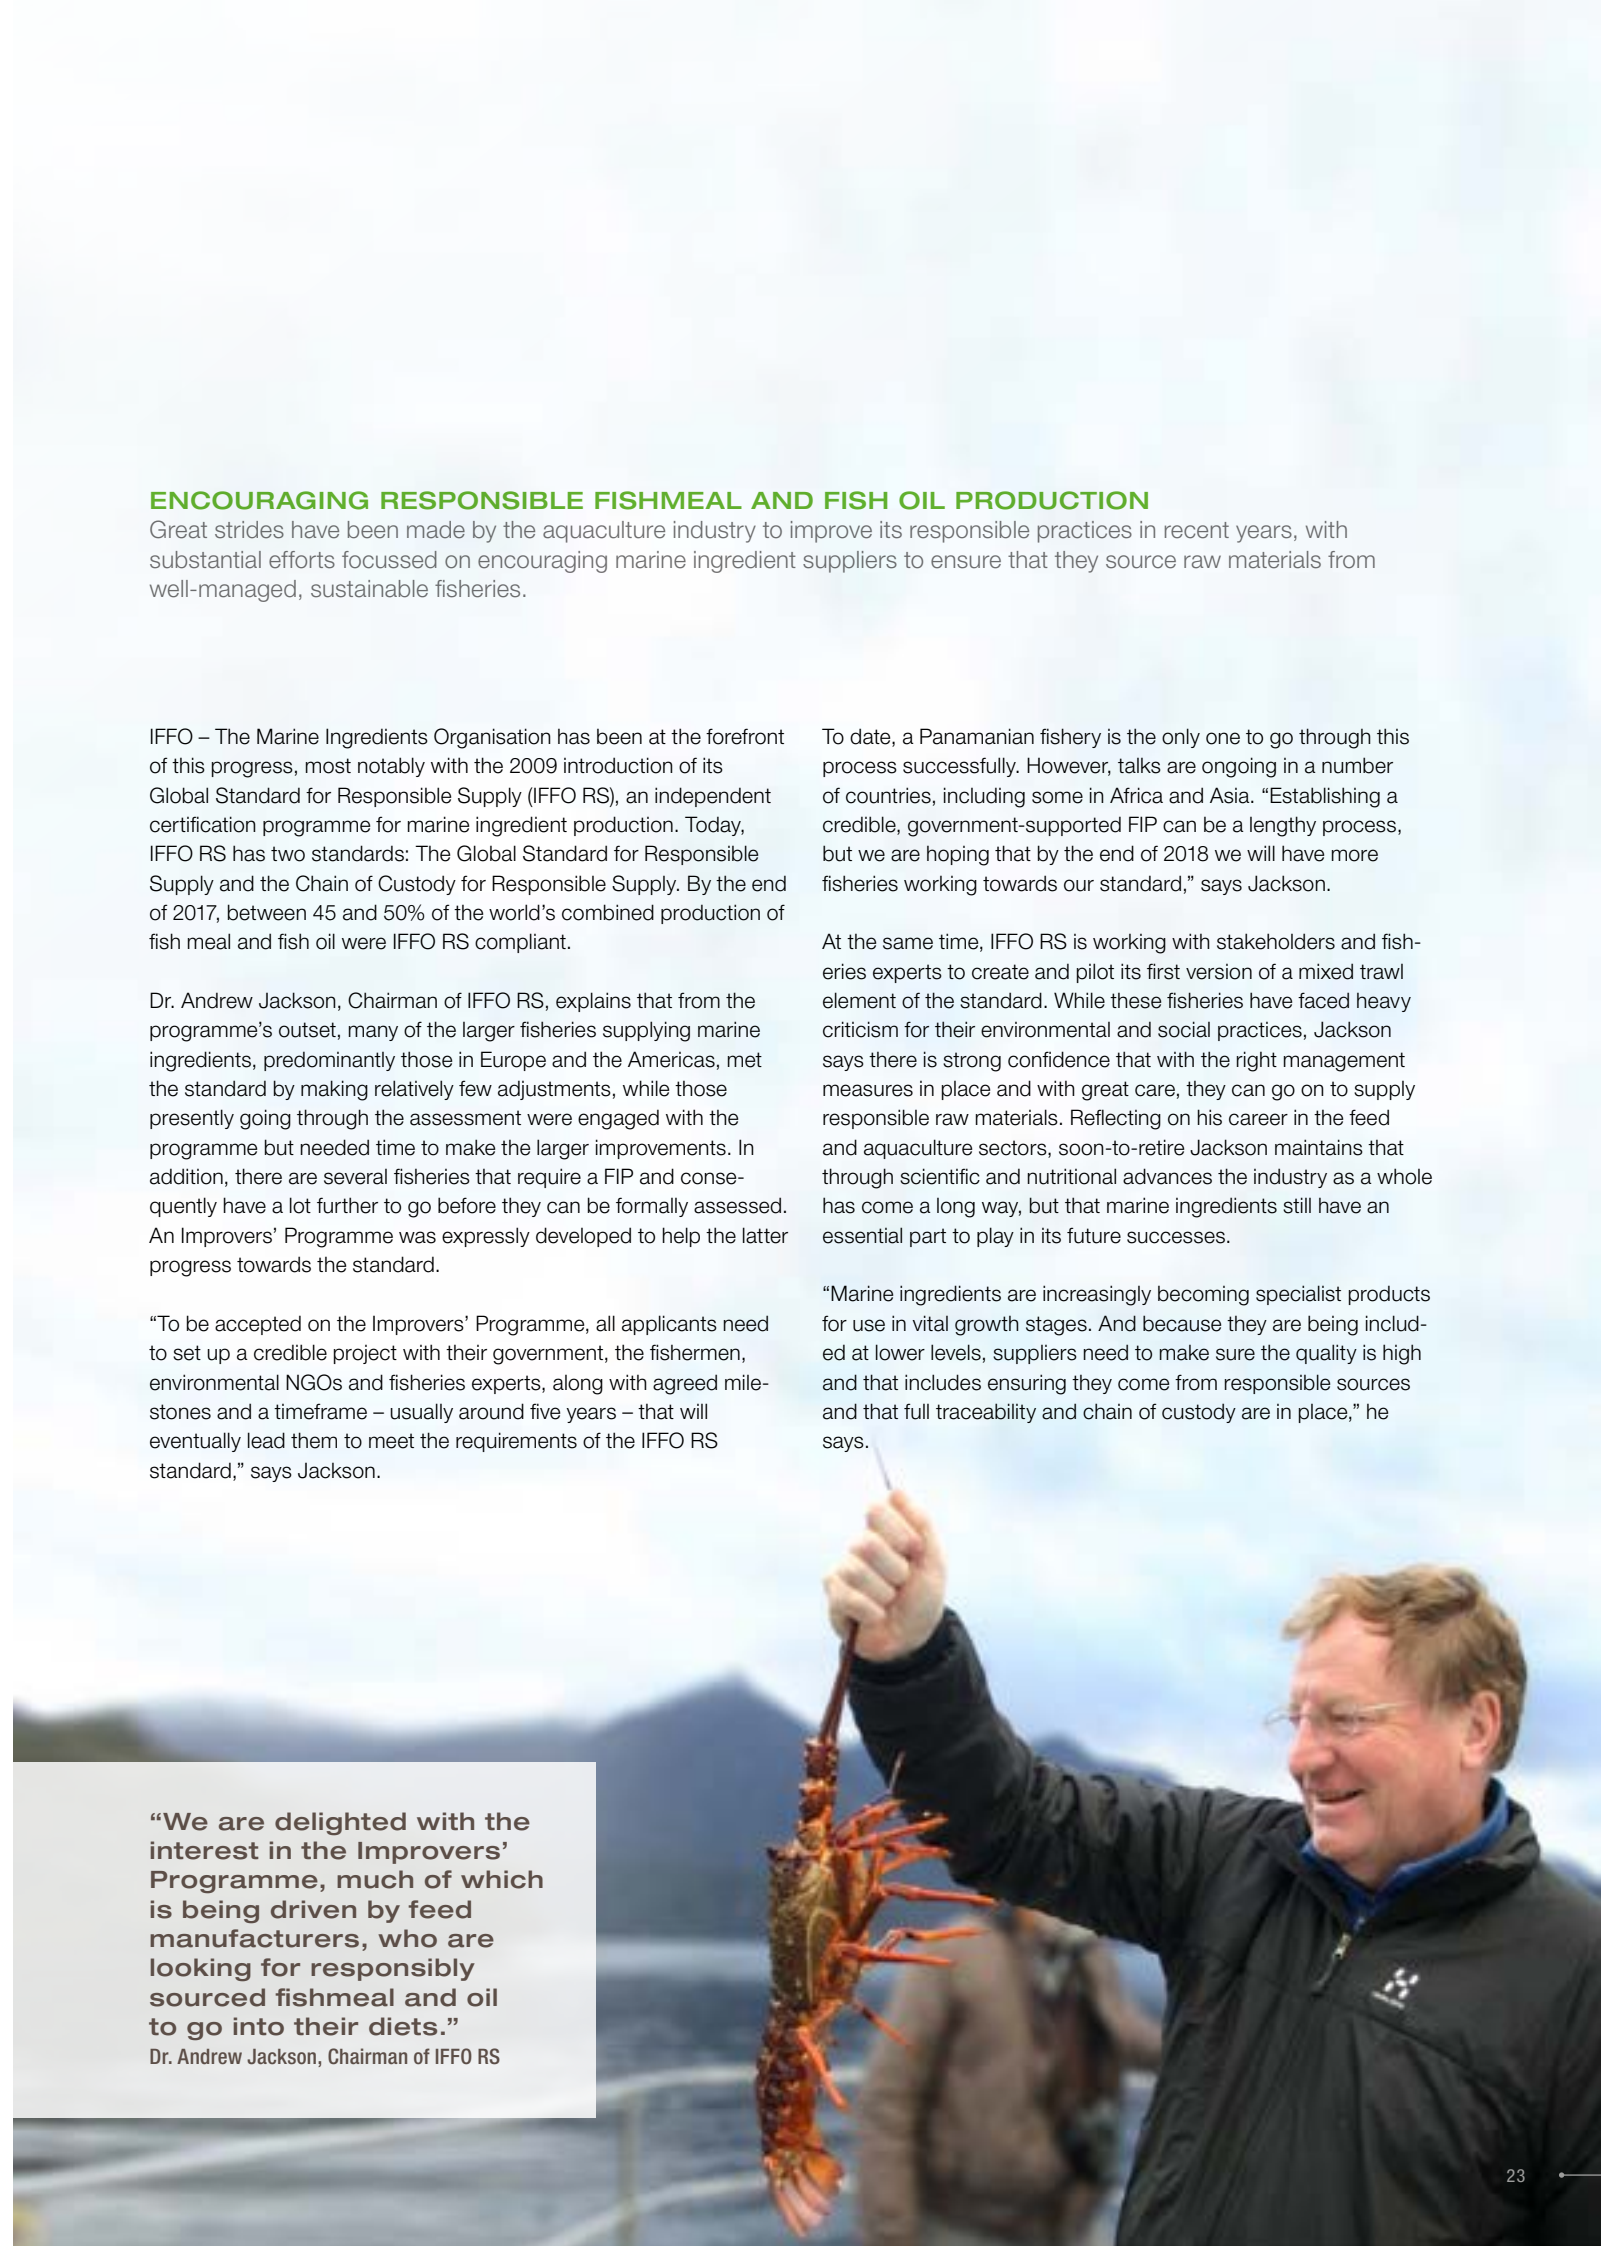 ENCOURAGING RESPONSIBLE FISHMEAL AND FISH OIL PRODUCTION
Great strides have been made by the aquaculture industry to improve its responsible practices in recent years, with
substantial efforts focussed on encouraging marine ingredient suppliers to ensure that they source raw materials from
well-managed, sustainable fisheries.
IFFO – The Marine Ingredients Organisation has been at the forefront
of this progress, most notably with the 2009 introduction of its
Global Standard for Responsible Supply (IFFO RS), an independent
certification programme for marine ingredient production. Today,
IFFO RS has two standards: The Global Standard for Responsible
Supply and the Chain of Custody for Responsible Supply. By the end
of 2017, between 45 and 50% of the world’s combined production of
fish meal and fish oil were IFFO RS compliant.
Dr. Andrew Jackson, Chairman of IFFO RS, explains that from the
programme’s outset, many of the larger fisheries supplying marine
ingredients, predominantly those in Europe and the Americas, met
the standard by making relatively few adjustments, while those
presently going through the assessment were engaged with the
programme but needed time to make the larger improvements. In
addition, there are several fisheries that require a FIP and conse-
quently have a lot further to go before they can be formally assessed.
An Improvers’ Programme was expressly developed to help the latter
progress towards the standard.
“To be accepted on the Improvers’ Programme, all applicants need
to set up a credible project with their government, the fishermen,
environmental NGOs and fisheries experts, along with agreed mile-
stones and a timeframe – usually around five years – that will
eventually lead them to meet the requirements of the IFFO RS
standard,” says Jackson.
To date, a Panamanian fishery is the only one to go through this
process successfully. However, talks are ongoing in a number
of countries, including some in Africa and Asia. “Establishing a
credible, government-supported FIP can be a lengthy process,
but we are hoping that by the end of 2018 we will have more
fisheries working towards our standard,” says Jackson.
At the same time, IFFO RS is working with stakeholders and fish-
eries experts to create and pilot its first version of a mixed trawl
element of the standard. While these fisheries have faced heavy
criticism for their environmental and social practices, Jackson
says there is strong confidence that with the right management
measures in place and with great care, they can go on to supply
responsible raw materials. Reflecting on his career in the feed
and aquaculture sectors, soon-to-retire Jackson maintains that
through scientific and nutritional advances the industry as a whole
has come a long way, but that marine ingredients still have an
essential part to play in its future successes.
“Marine ingredients are increasingly becoming specialist products
for use in vital growth stages. And because they are being includ-
ed at lower levels, suppliers need to make sure the quality is high
and that includes ensuring they come from responsible sources
and that full traceability and chain of custody are in place,” he
says.
“We are delighted with the
interest in the Improvers’
Programme, much of which
is being driven by feed
manufacturers, who are
looking for responsibly
sourced fishmeal and oil
to go into their diets.”
Dr. Andrew Jackson, Chairman of IFFO RS
23